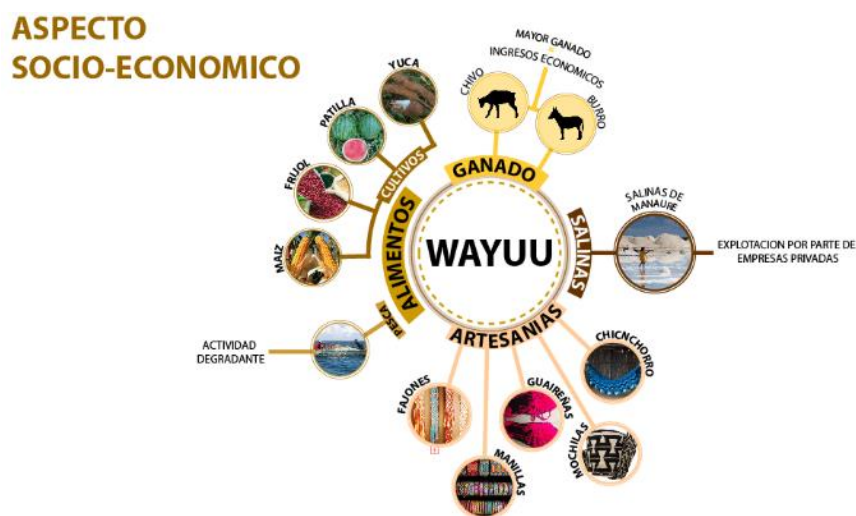 ASPECTO
SOCIO-ECONOMICO
MAYOR GANADO
INGRESOS ECONOMICOS
CHIVO
BURRO
GANADO
YUCA
PATILLA
FRIJOL
MAIZ
CULTIVOS
ALIMENTOS
PESCA
ACTIVIDAD
DEGRADANTE
WAYUU
SALINAS
SALINAS DE
MANAURE
EXPLOTACION POR PARTE DE
EMPRESAS PRIVADAS
ARTESANIAS
FAJONES
MANILLAS
GUAIREÑAS
MOCHILAS
CHICNCHORRO